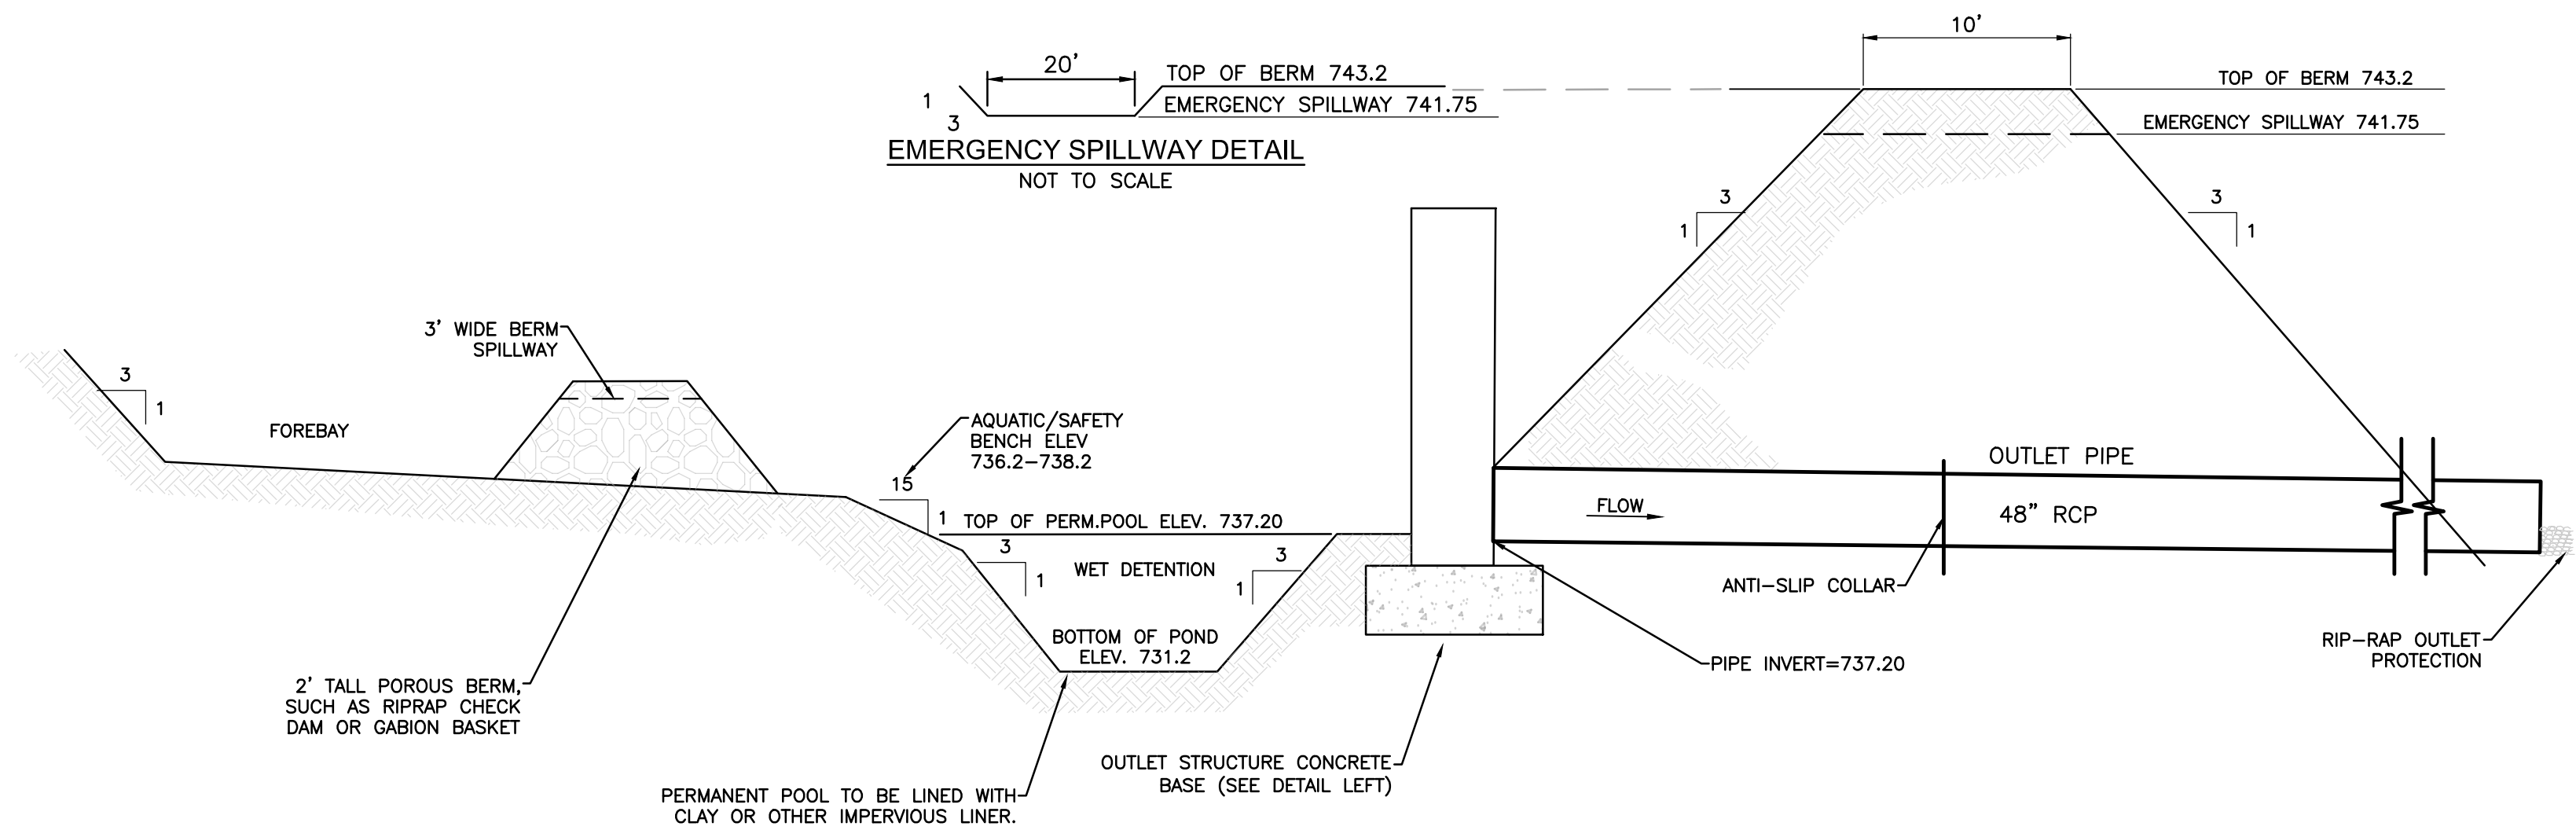 10'
20'
TOP OF BERM 743.2
TOP OF BERM 743.2
1
EMERGENCY SPILLWAY 741.75
3
EMERGENCY SPILLWAY 741.75
EMERGENCY SPILLWAY DETAIL
NOT TO SCALE
3
1
3
1
3' WIDE BERM
SPILLWAY
3
1
FOREBAY
AQUATIC/SAFETY
BENCH ELEV
736.2-738.2
15
1
TOP OF PERM.POOL ELEV. 737.20
3
1
WET DETENTION
3
1
BOTTOM OF POND
ELEV. 731.2
OUTLET PIPE
FLOW
48" RCP
ANTI-SLIP COLLAR
PIPE INVERT=737.20
RIP-RAP OUTLET
PROTECTION
2' TALL POROUS BERM,
SUCH AS RIPRAP CHECK
DAM OR GABION BASKET
OUTLET STRUCTURE CONCRETE
BASE (SEE DETAIL LEFT)
PERMANENT POOL TO BE LINED WITH
CLAY OR OTHER IMPERVIOUS LINER.